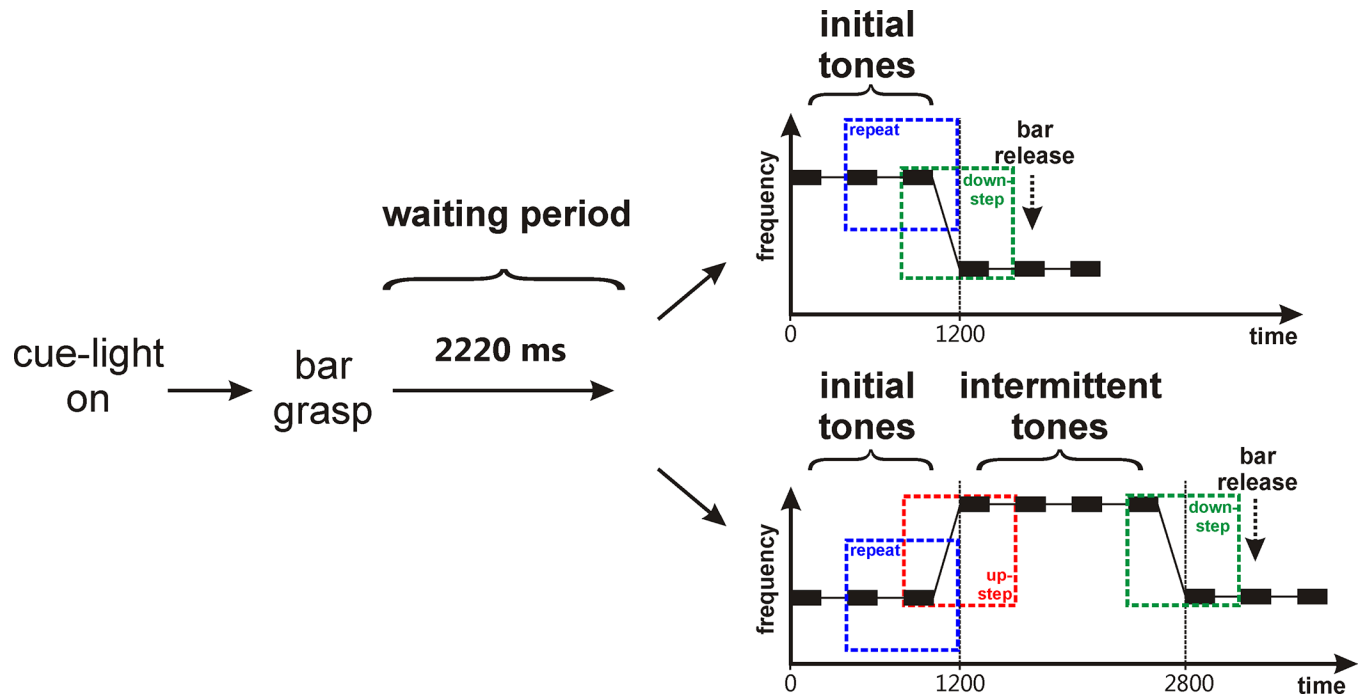 cue-light
on
bar
grasp
waiting period
2220 ms
initial
tones
repeat
down-
step
bar
release
frequency
0
1200
time
initial
tones
intermittent
tones
repeat
up-
step
down-
step
bar
release
frequency
0
1200
2800
time